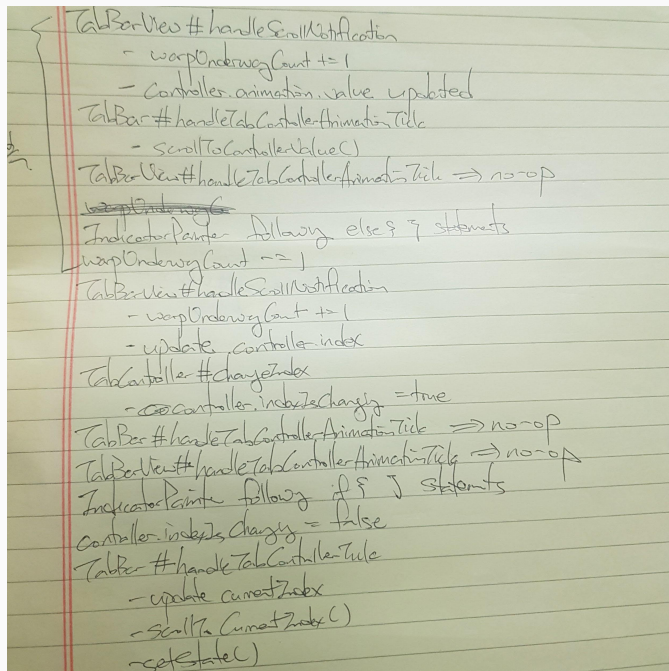 TabBarView#handleScrollNotification
- warpUnderwayCount += 1
- Controller.animation.value updated
TabBar#handleTabControllerAnimationTick
- scrollToControllerValue()
TabBarView#handleTabControllerAnimationTick => no-op
warpUnderwayC
IndicatorPainter following else { } statements
warpUnderwayCount -= 1
TabBarView#handleScrollNotification
- warpUnderwayCount += 1
- update controller.index
TabController#changeIndex
- controller.indexIsChanging = true
TabBar#handleTabControllerAnimationTick => no-op
TabBarView#handleTabControllerAnimationTick => no-op
IndicatorPainter following if { } statements
controller.indexIsChanging = false
TabBar#handleTabControllerTick
- update currentIndex
- scrollToCurrentIndex()
- setState()